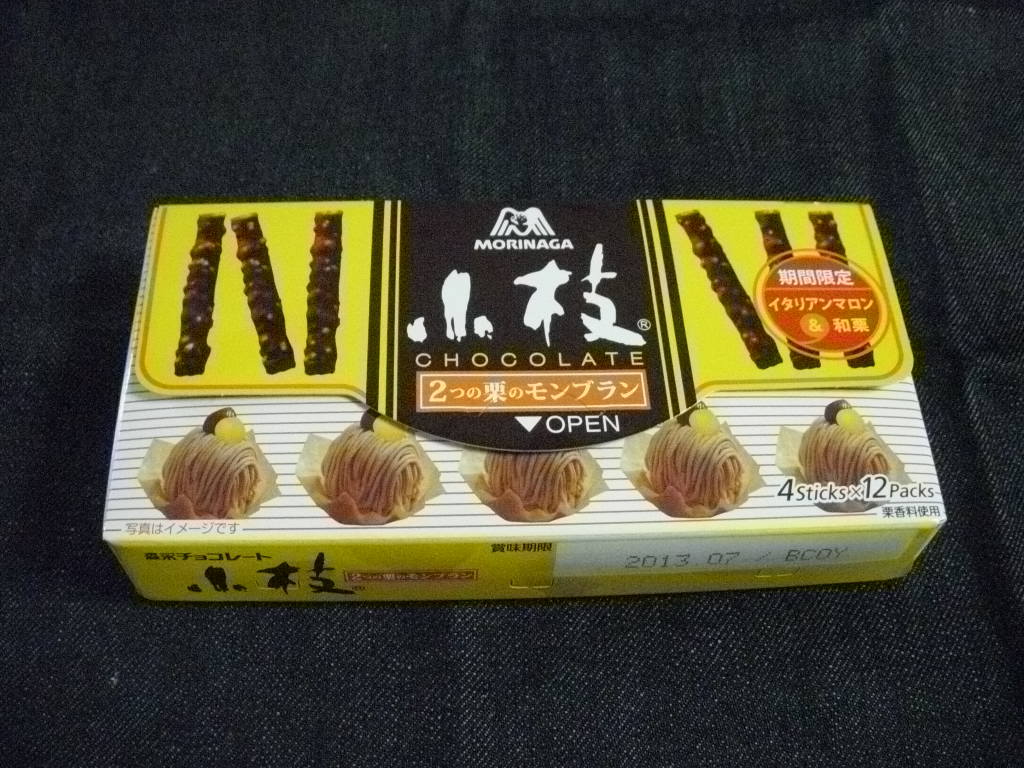 MORINAGA
小枝®
CHOCOLATE
2つの栗のモンブラン
▼OPEN
期間限定
イタリアンマロン
& 和栗
4Sticks×12Packs
栗香料使用
写真はイメージです
森永チョコレート
小枝®
2つの栗のモンブラン
賞味期限
2013.07 / BCOY